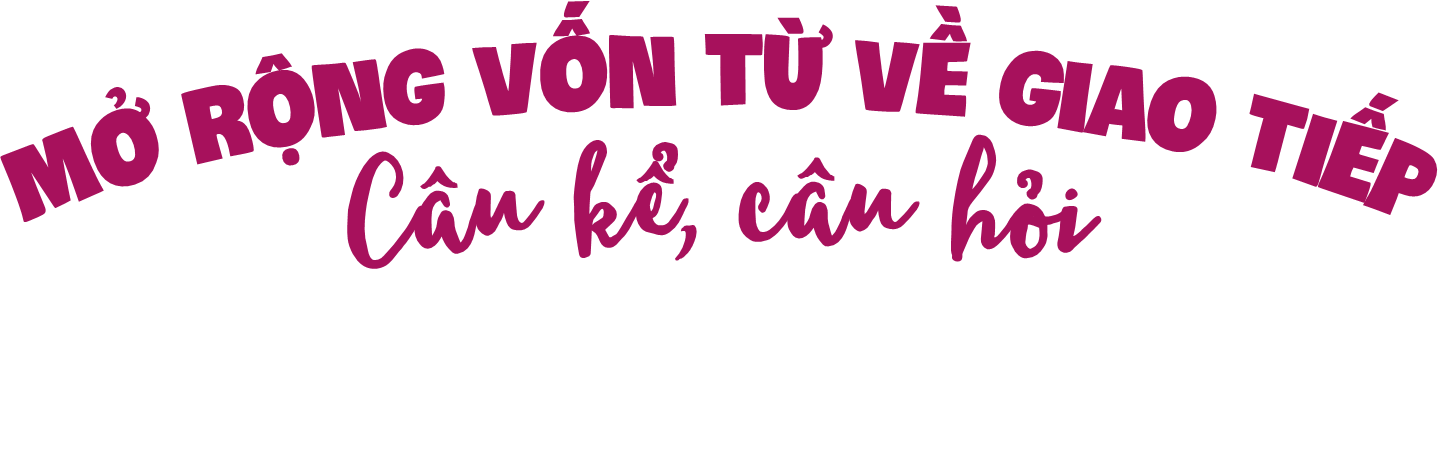 MỞ RỘNG VỐN TỪ VỀ GIAO TIẾP
Câu kể, câu hỏi